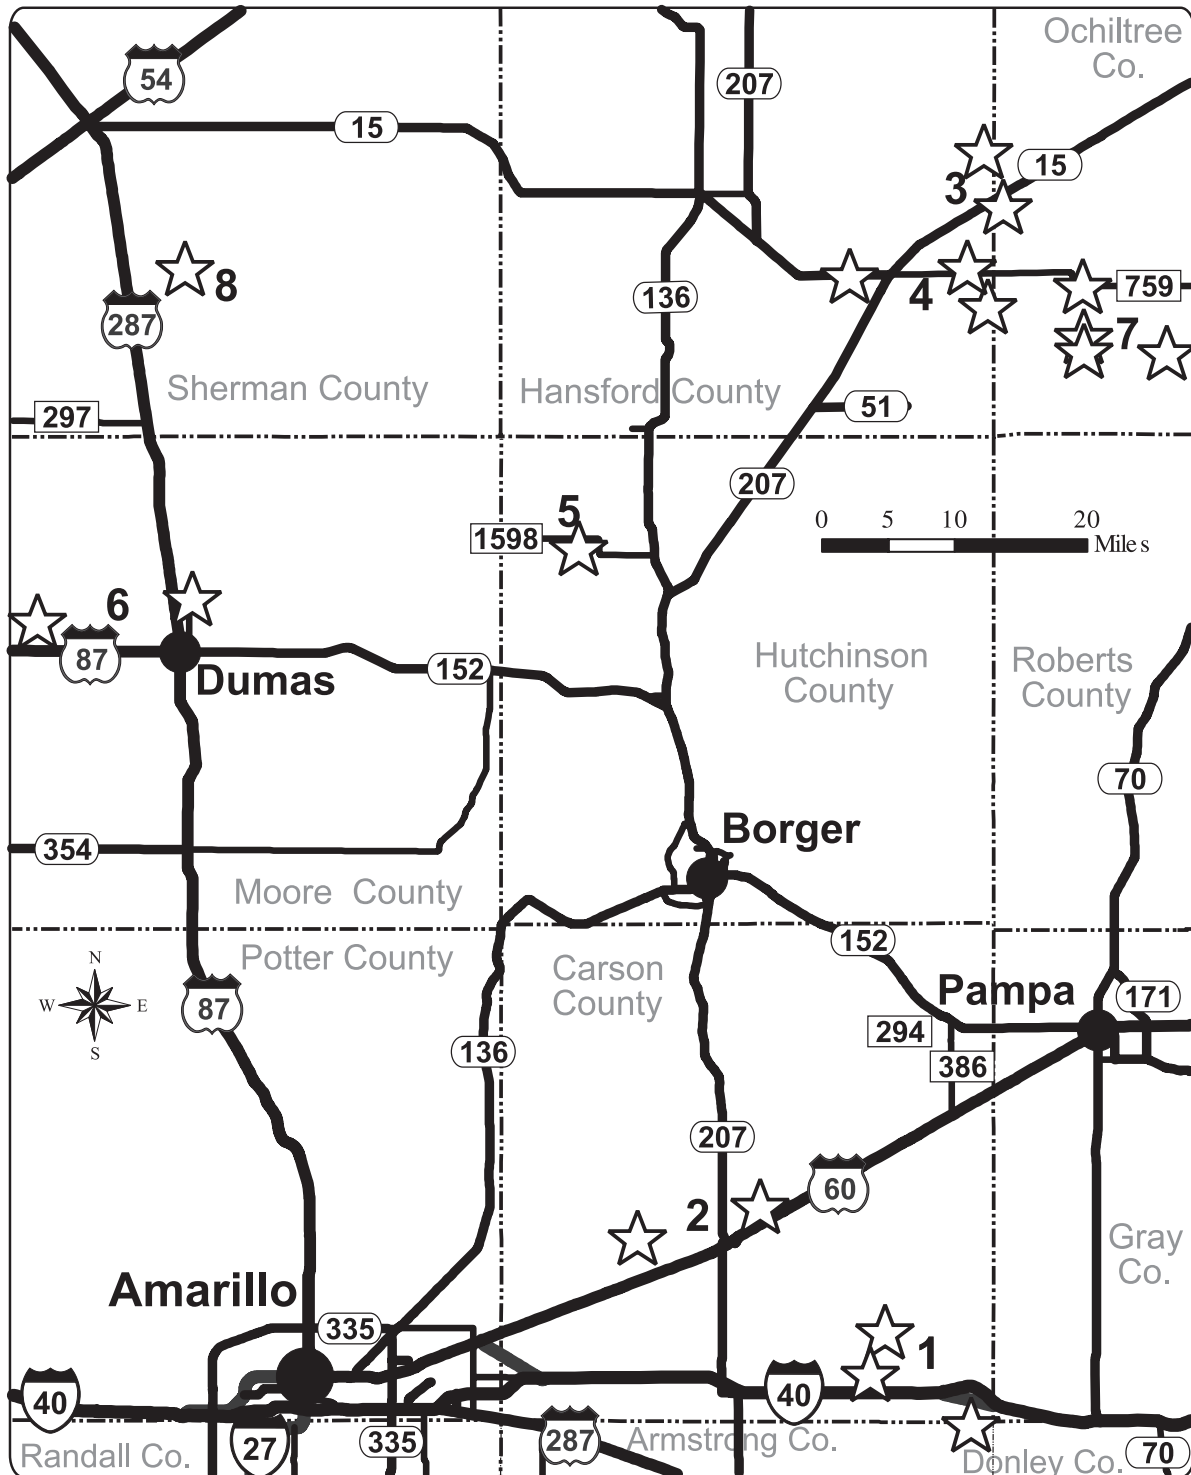 Ochiltree
Co.
54
207
15
15
3
8
136
4
759
287
7
Sherman County
Hansford County
297
51
207
5
0 5 10 20
Miles
1598
6
87
Dumas
152
Hutchinson
County
Roberts
County
70
Borger
354
Moore County
Potter County
152
N
W E
S
87
Carson
County
Pampa
171
294
136
386
207
60
2
Gray
Co.
Amarillo
335
1
40
40
27
335
287
Armstrong Co.
Randall Co.
Donley Co.
70